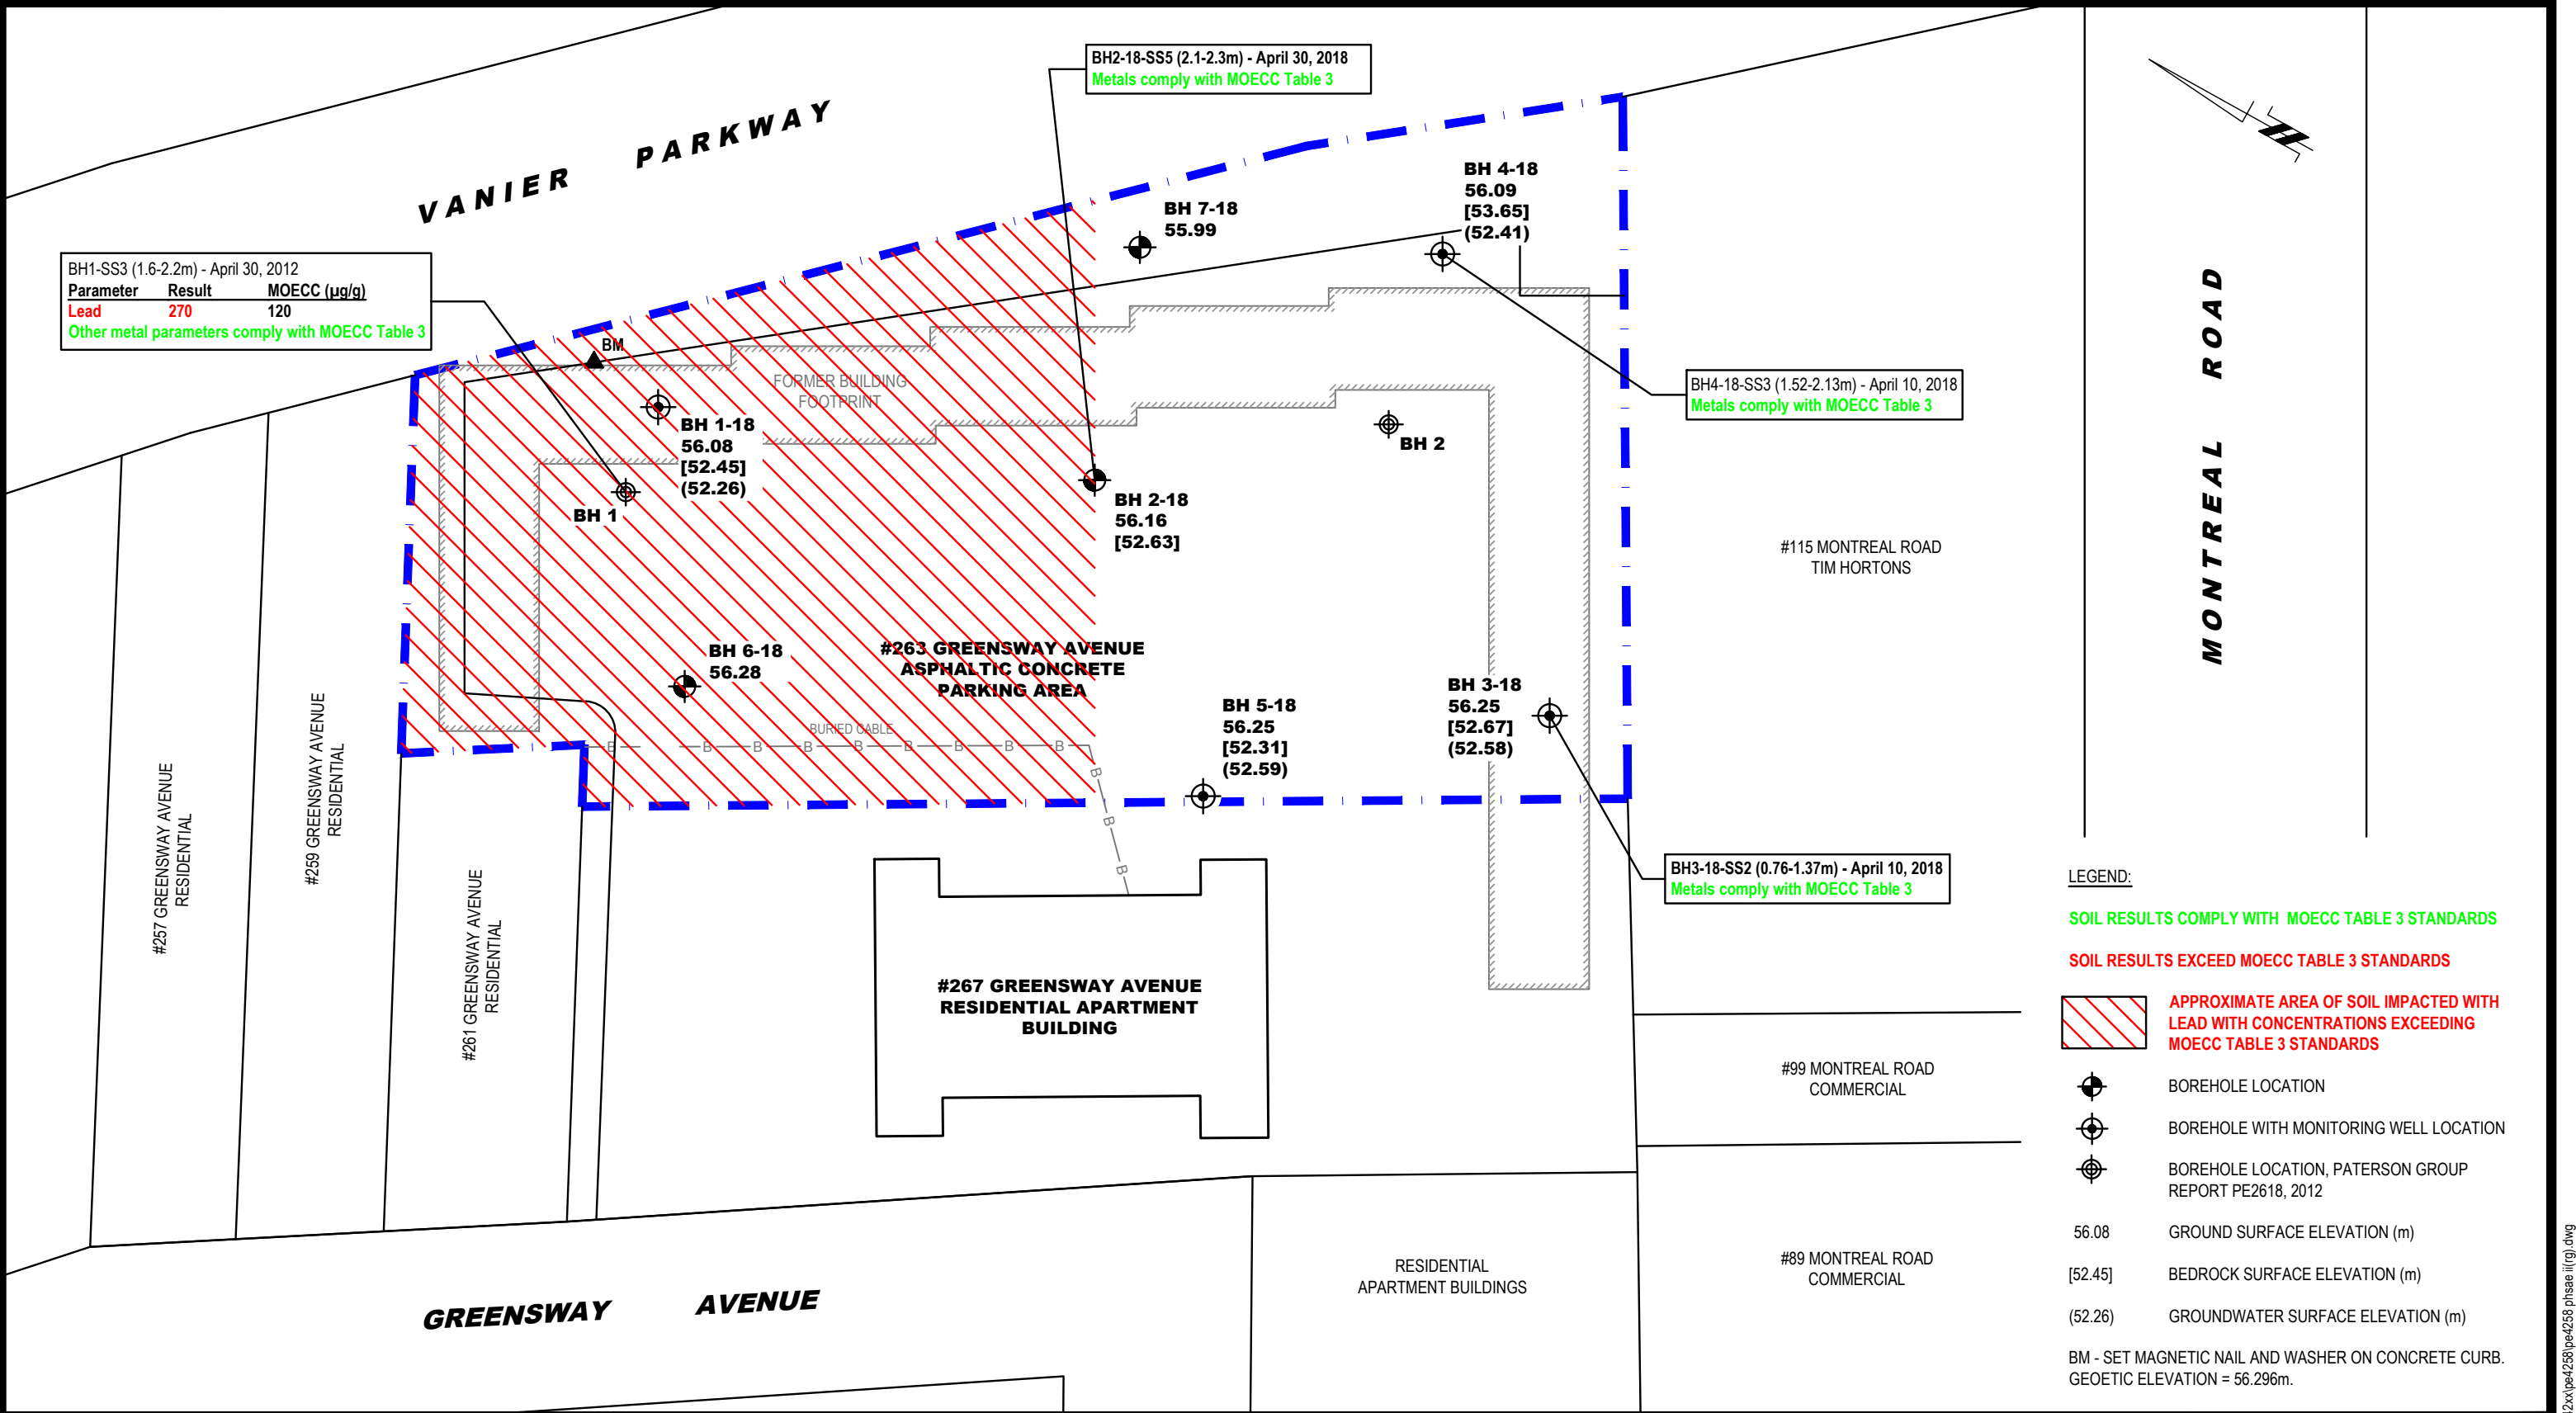 BH2-18-SS5 (2.1-2.3m) - April 30, 2018
Metals comply with MOECC Table 3
VANIER PARKWAY
BH 4-18
56.09
[53.65]
(52.41)
BH 7-18
55.99
BH1-SS3 (1.6-2.2m) - April 30, 2012
Parameter Result MOECC (µg/g)
Lead 270 120
Other metal parameters comply with MOECC Table 3
BM
FORMER BUILDING
FOOTPRINT
BH4-18-SS3 (1.52-2.13m) - April 10, 2018
Metals comply with MOECC Table 3
MONTREAL ROAD
BH 1-18
56.08
[52.45]
(52.26)
BH 1
BH 2
BH 2-18
56.16
[52.63]
#115 MONTREAL ROAD
TIM HORTONS
#263 GREENSWAY AVENUE
ASPHALTIC CONCRETE
PARKING AREA
BH 6-18
56.28
BURIED CABLE
B B B B B B B B B
B
B
B
BH 5-18
56.25
[52.31]
(52.59)
BH 3-18
56.25
[52.67]
(52.58)
#257 GREENSWAY AVENUE
RESIDENTIAL
#259 GREENSWAY AVENUE
RESIDENTIAL
#261 GREENSWAY AVENUE
RESIDENTIAL
BH3-18-SS2 (0.76-1.37m) - April 10, 2018
Metals comply with MOECC Table 3
#267 GREENSWAY AVENUE
RESIDENTIAL APARTMENT
BUILDING
#99 MONTREAL ROAD
COMMERCIAL
RESIDENTIAL
APARTMENT BUILDINGS
#89 MONTREAL ROAD
COMMERCIAL
GREENSWAY AVENUE
LEGEND:
SOIL RESULTS COMPLY WITH MOECC TABLE 3 STANDARDS
SOIL RESULTS EXCEED MOECC TABLE 3 STANDARDS
APPROXIMATE AREA OF SOIL IMPACTED WITH
LEAD WITH CONCENTRATIONS EXCEEDING
MOECC TABLE 3 STANDARDS
BOREHOLE LOCATION
BOREHOLE WITH MONITORING WELL LOCATION
BOREHOLE LOCATION, PATERSON GROUP
REPORT PE2618, 2012
56.08 GROUND SURFACE ELEVATION (m)
[52.45] BEDROCK SURFACE ELEVATION (m)
(52.26) GROUNDWATER SURFACE ELEVATION (m)
BM - SET MAGNETIC NAIL AND WASHER ON CONCRETE CURB.
GEOETIC ELEVATION = 56.296m.
2xx\pe4258\pe4258 phsae ii(rg).dwg